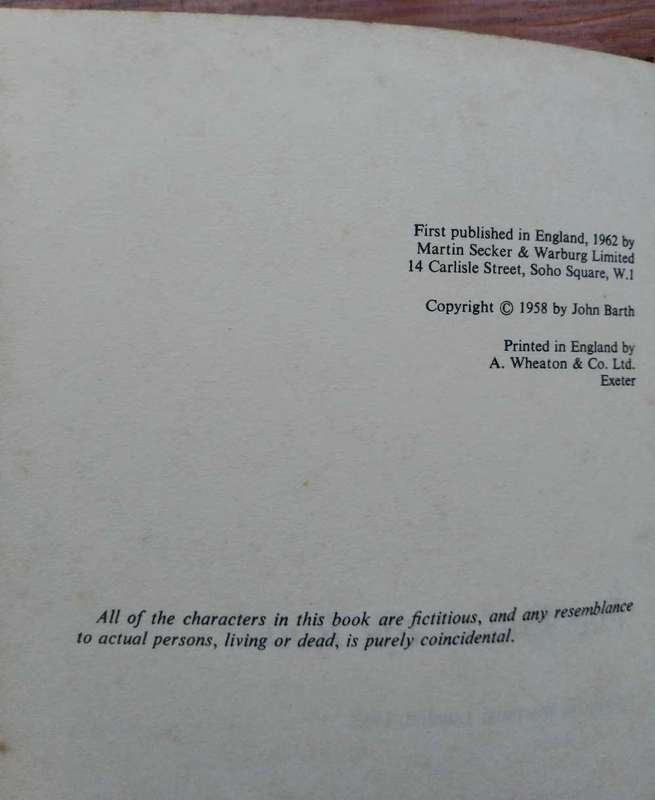 First published in England, 1962 by
Martin Secker & Warburg Limited
14 Carlisle Street, Soho Square, W.1
Copyright © 1958 by John Barth
Printed in England by
A. Wheaton & Co. Ltd.
Exeter
All of the characters in this book are fictitious, and any resemblance
to actual persons, living or dead, is purely coincidental.